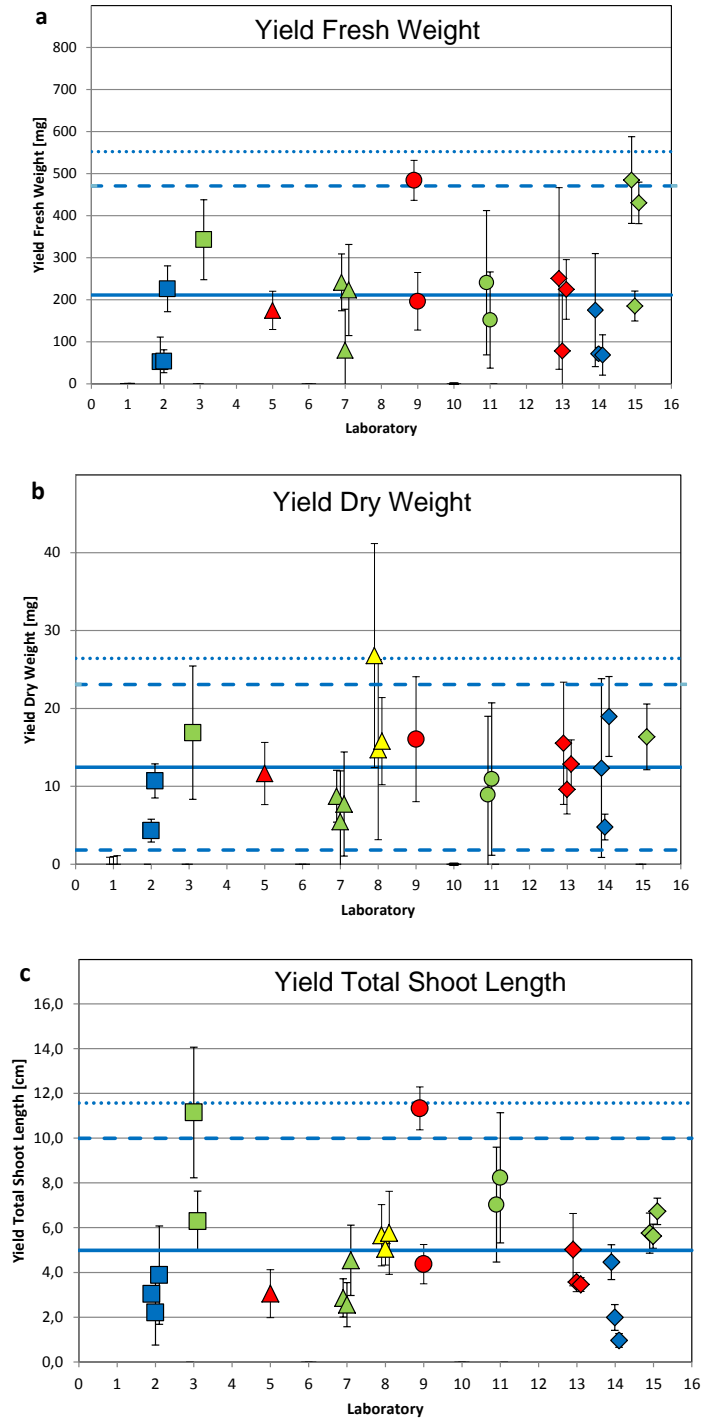 a
Yield Fresh Weight
900
800
700
600
500
400
300
200
100
0
Yield Fresh Weight [mg]
0 1 2 3 4 5 6 7 8 9 10 11 12 13 14 15 16
Laboratory
b
Yield Dry Weight
40
30
20
10
0
Yield Dry Weight [mg]
0 1 2 3 4 5 6 7 8 9 10 11 12 13 14 15 16
Laboratory
c
Yield Total Shoot Length
16,0
14,0
12,0
10,0
8,0
6,0
4,0
2,0
0,0
Yield Total Shoot Length [cm]
0 1 2 3 4 5 6 7 8 9 10 11 12 13 14 15 16
Laboratory